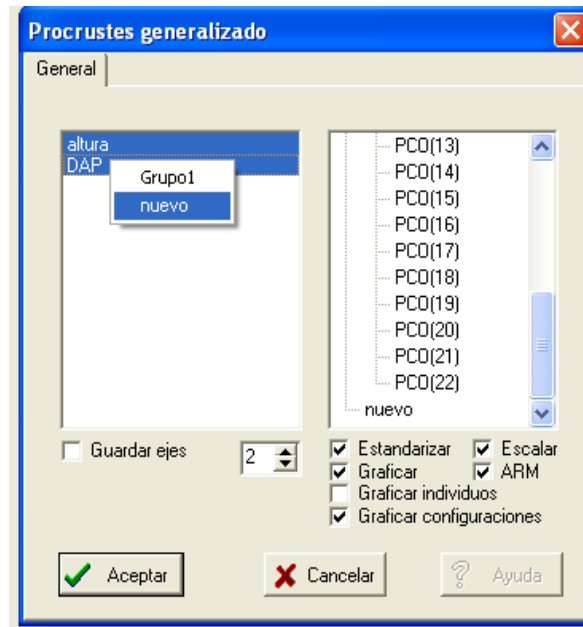 Procrustes generalizado
General
altura
DAP
Grupo1
nuevo
PCO(13)
PCO(14)
PCO(15)
PCO(16)
PCO(17)
PCO(18)
PCO(19)
PCO(20)
PCO(21)
PCO(22)
nuevo
Guardar ejes
2
Estandarizar
Escalar
Graficar
ARM
Graficar individuos
Graficar configuraciones
Aceptar
Cancelar
Ayuda